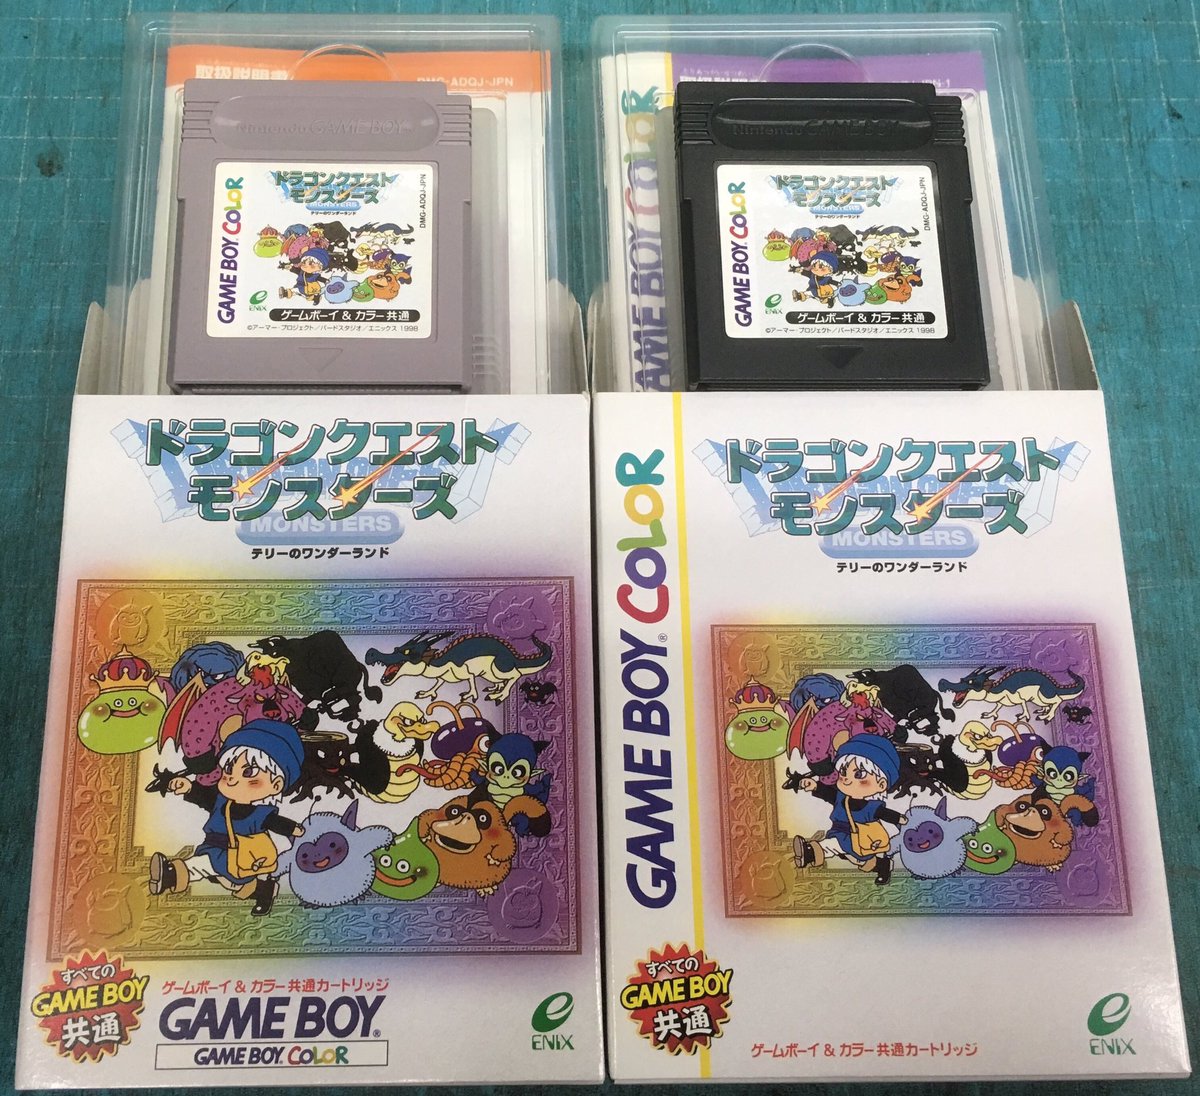 取扱説明書
DMG-ADQJ-JPN
Nintendo GAME BOY
GAME BOY COLOR
ドラゴンクエスト
モンスターズ
MONSTERS
テリーのワンダーランド
DMG-ADQJ-JPN
ENIX
ゲームボーイ & カラー 共通
©アーマー・プロジェクト/バードスタジオ/エニックス 1998
取扱説明書
JPN-1
GAME BOY COLOR
Nintendo GAME BOY
GAME BOY COLOR
ドラゴンクエスト
モンスターズ
MONSTERS
テリーのワンダーランド
DMG-ADQJ-JPN
ENIX
ゲームボーイ & カラー 共通
©アーマー・プロジェクト/バードスタジオ/エニックス 1998
ドラゴンクエスト
モンスターズ
MONSTERS
テリーのワンダーランド
すべての
GAME BOY
共通
ゲームボーイ & カラー 共通カートリッジ
GAME BOY®
GAME BOY COLOR
ENIX
GAME BOY® COLOR
ドラゴンクエスト
モンスターズ
MONSTERS
テリーのワンダーランド
すべての
GAME BOY
共通
ゲームボーイ & カラー 共通カートリッジ
ENIX